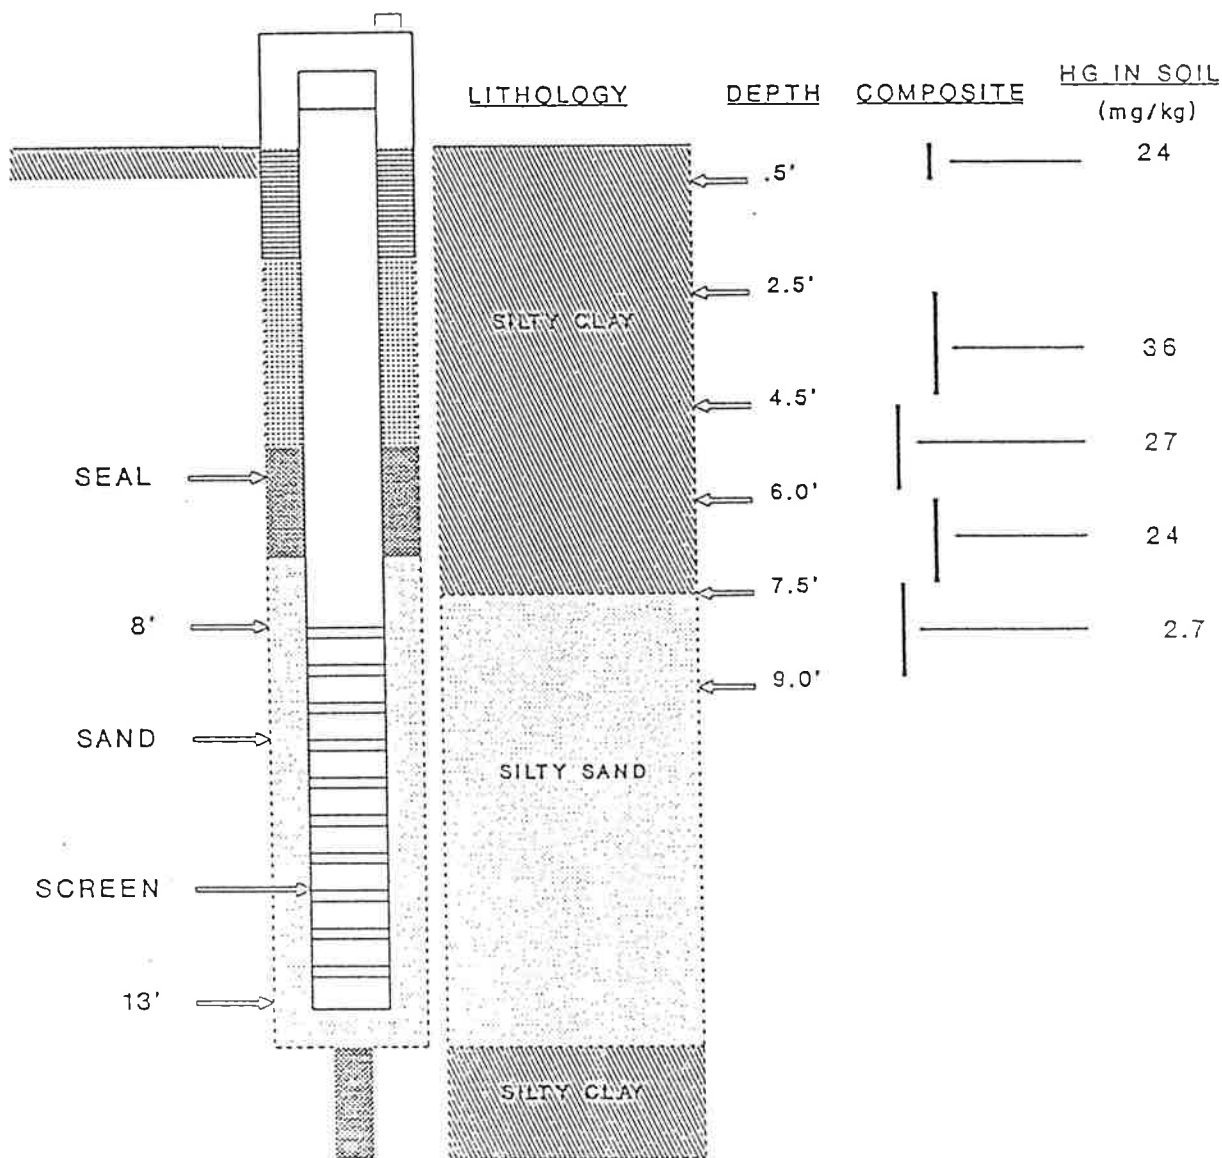 LITHOLOGY DEPTH COMPOSITE HG IN SOIL
(mg/kg)
24
.5'
2.5'
SILTY CLAY
36
4.5'
27
SEAL
6.0'
24
7.5'
8'
2.7
9.0'
SAND
SILTY SAND
SCREEN
13'
SILTY CLAY